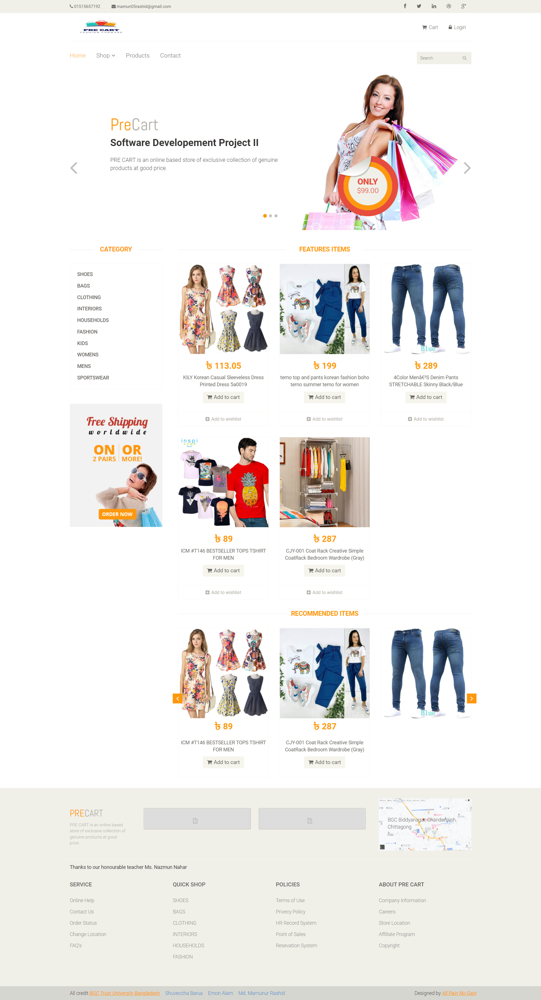 01515657192 mamun05rashid@gmail.com
PRE CART
FASHION FORWARD
Cart Login
Home Shop Products Contact
Search
PreCart
Software Developement Project II
PRE CART is an online based store of exclusive collection of genuine
products at good price.
ONLY
$99.00
CATEGORY
SHOES
BAGS
CLOTHING
INTERIORS
HOUSEHOLDS
FASHION
KIDS
WOMENS
MENS
SPORTSWEAR
Free Shipping
worldwide
ON OR
2 PAIRS MORE!
ORDER NOW
FEATURES ITEMS
Blue
৳ 113.05 ৳ 199 ৳ 289
KILY Korean Casual Sleeveless Dress
Printed Dress 5a0019
terno top and pants korean fashion boho
terno summer terno for women
4Color Menâ€²S Denim Pants
STRETCHABLE Skinny Black/Blue
Add to cart Add to cart Add to cart
Add to wishlist Add to wishlist Add to wishlist
inspi
৳ 89 ৳ 287
ICM #T146 BESTSELLER TOPS TSHIRT
FOR MEN
CJY-001 Coat Rack Creative Simple
CoatRack Bedroom Wardrobe (Gray)
Add to cart Add to cart
Add to wishlist Add to wishlist
RECOMMENDED ITEMS
Blue
৳ 89 ৳ 287
ICM #T146 BESTSELLER TOPS TSHIRT
FOR MEN
CJY-001 Coat Rack Creative Simple
CoatRack Bedroom Wardrobe (Gray)
Add to cart Add to cart
PRECART
PRE CART is an online based
store of exclusive collection of
genuine products at good
price.
BGC Biddyanagar, Chandanaish,
Chittagong
Thanks to our honourable teacher Ms. Nazmun Nahar
SERVICE
Online Help
Contact Us
Order Status
Change Location
FAQ's
QUICK SHOP
SHOES
BAGS
CLOTHING
INTERIORS
HOUSEHOLDS
FASHION
POLICIES
Terms of Use
Privecy Policy
HR Record System
Point of Sales
Resevation System
ABOUT PRE CART
Company Information
Careers
Store Location
Affillate Program
Copyright
All credit BGC Trust University Bangladesh Shuveccha Barua Emon Alam Md. Mamunur Rashid
Designed by All Pain No Gain